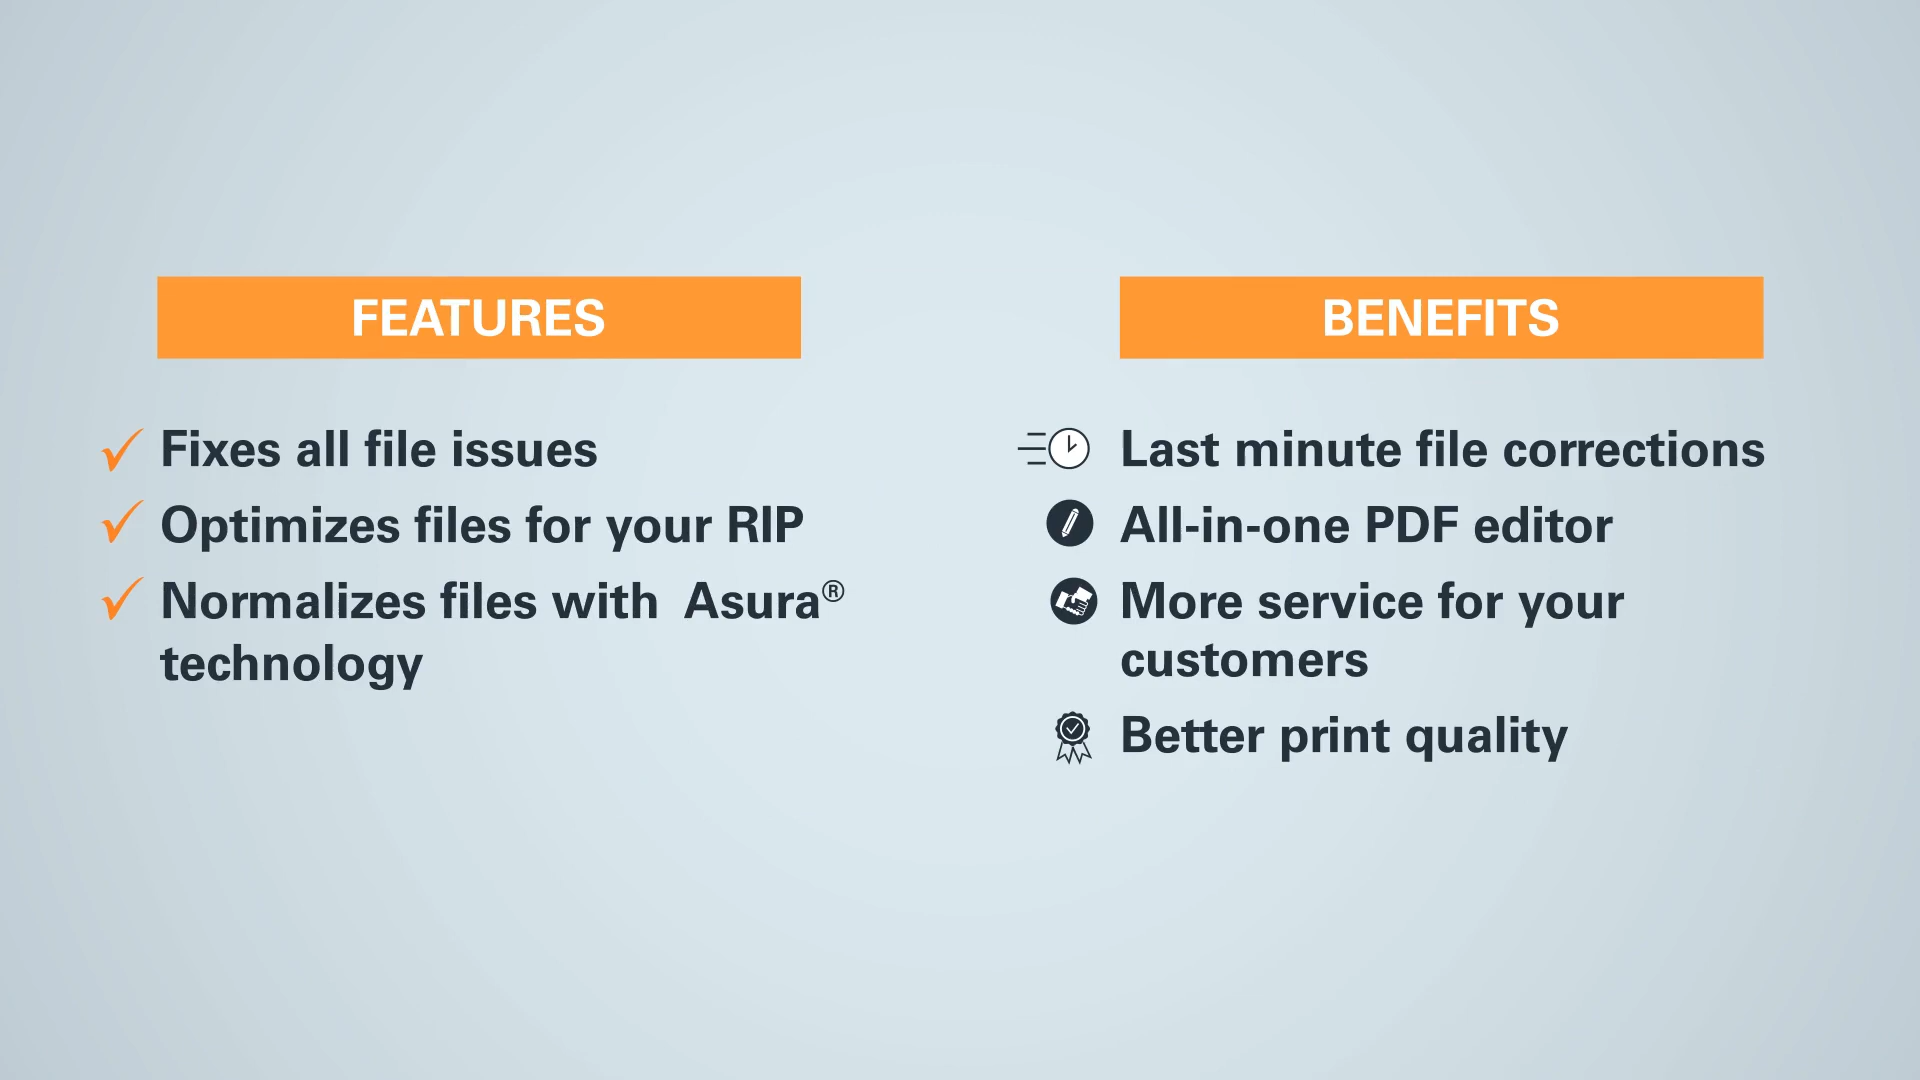 FEATURES
Fixes all file issues
Optimizes files for your RIP
Normalizes files with Asura®
technology
BENEFITS
Last minute file corrections
All-in-one PDF editor
More service for your
customers
Better print quality